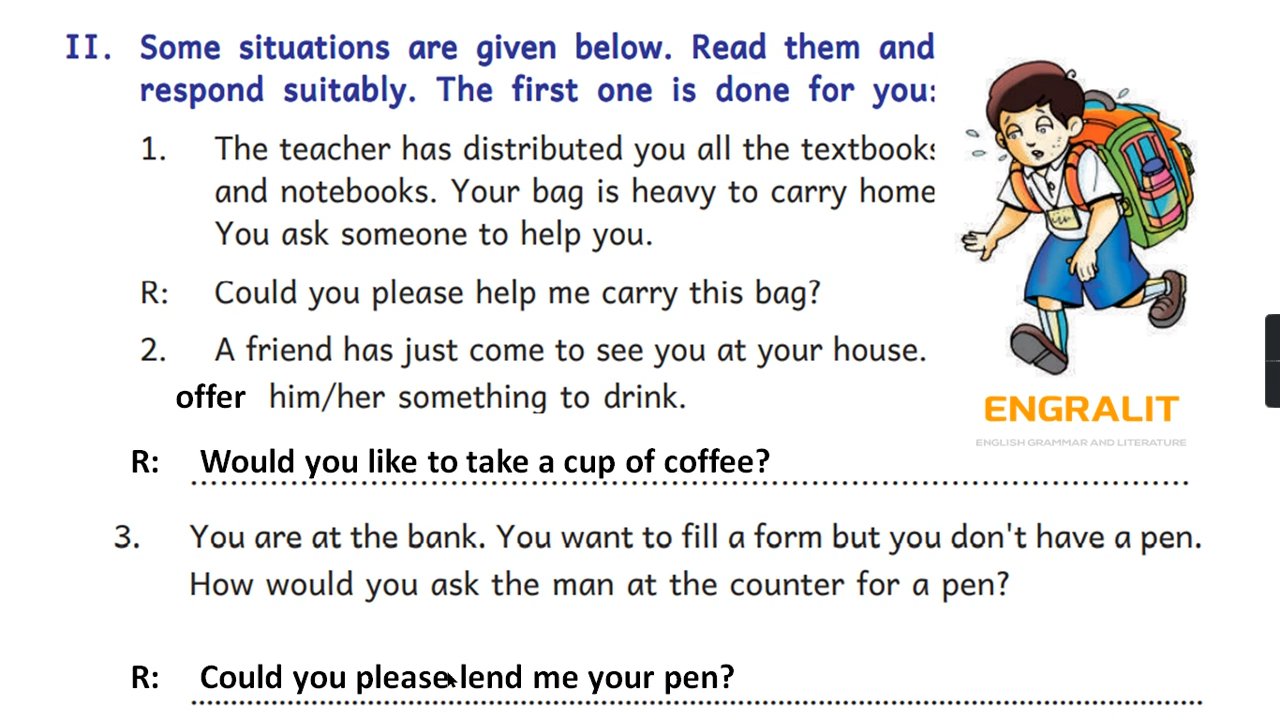 II. Some situations are given below. Read them and
respond suitably. The first one is done for you:
1. The teacher has distributed you all the textbooks
and notebooks. Your bag is heavy to carry home
You ask someone to help you.
R: Could you please help me carry this bag?
2. A friend has just come to see you at your house.
offer him/her something to drink.
ENGRALIT
ENGLISH GRAMMAR AND LITERATURE
R: Would you like to take a cup of coffee?
3. You are at the bank. You want to fill a form but you don't have a pen.
How would you ask the man at the counter for a pen?
R: Could you please lend me your pen?